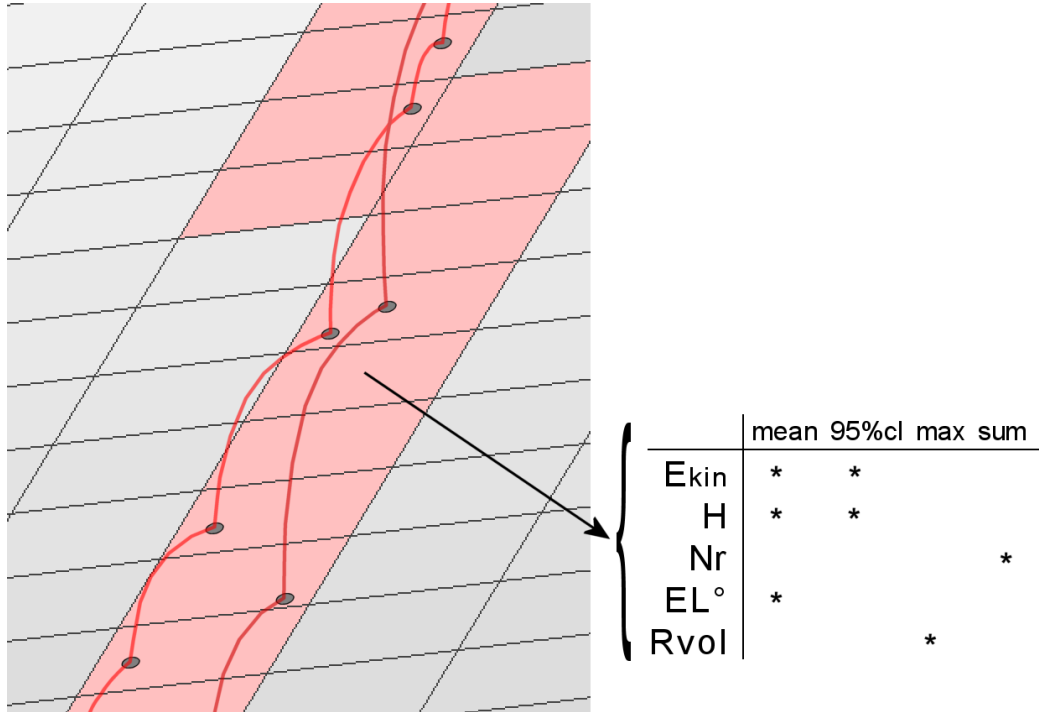 mean 95%cl max sum
Ekin * *
H * *
Nr *
EL° *
Rvol *